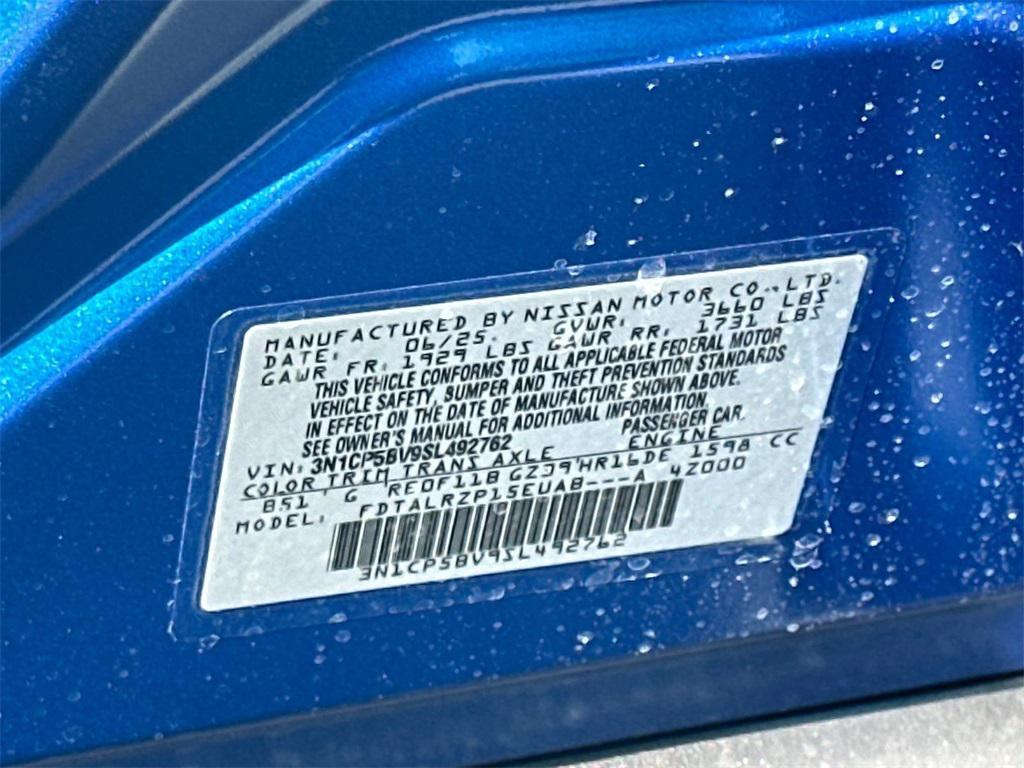 MANUFACTURED BY NISSAN MOTOR CO.,LTD.
DATE: 06/25 GVWR: 3660 LBS
GAWR FR. 1929 LBS GAWR RR. 1731 LBS
THIS VEHICLE CONFORMS TO ALL APPLICABLE FEDERAL MOTOR
VEHICLE SAFETY, BUMPER AND THEFT PREVENTION STANDARDS
IN EFFECT ON THE DATE OF MANUFACTURE SHOWN ABOVE.
SEE OWNER'S MANUAL FOR ADDITIONAL INFORMATION.
VIN: 3N1CP5BV9SL492762 PASSENGER CAR.
COLOR TRIM TRANS AXLE ENGINE
B51 G RE0F11B GZJ9 HR16DE 1598 CC
MODEL: FDTALRZP15EUAB---A 4Z000
3N1CP5BV9SL492762